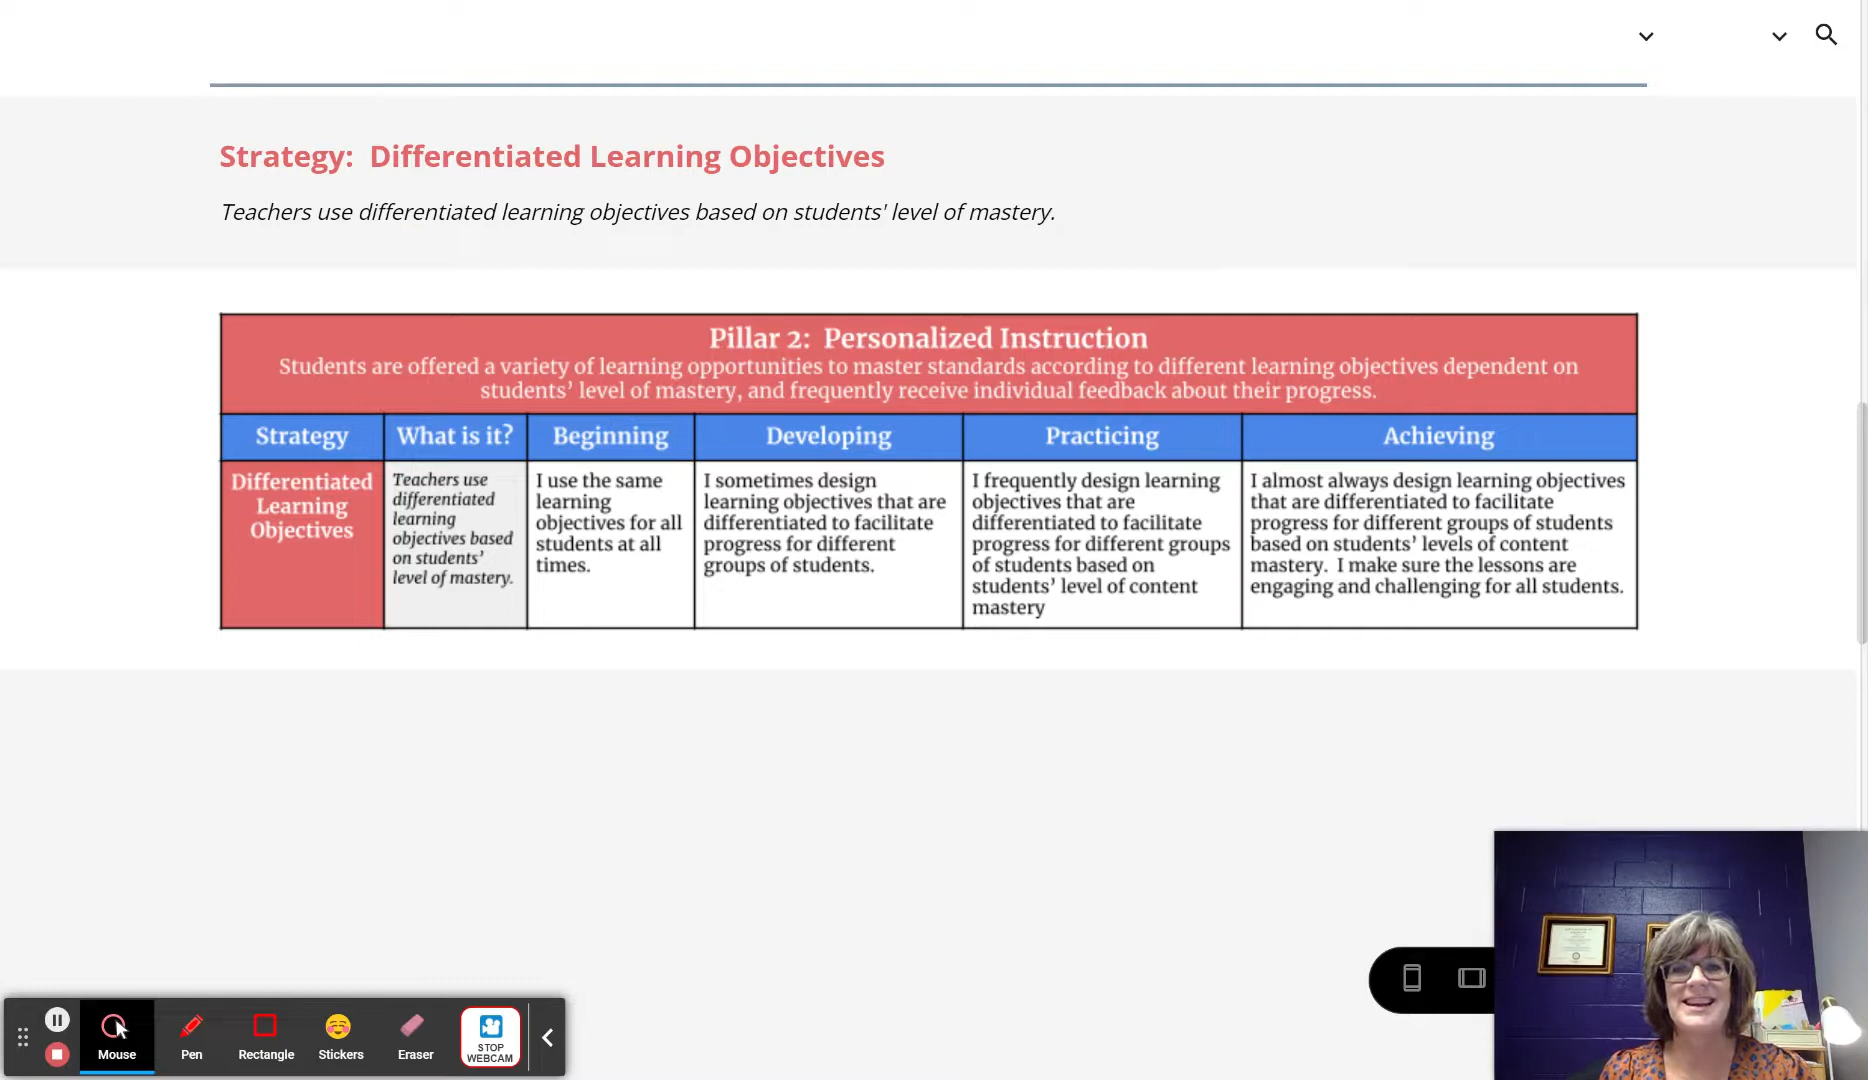 Strategy:  Differentiated Learning Objectives
Teachers use differentiated learning objectives based on students' level of mastery.
Pillar 2:  Personalized Instruction
Students are offered a variety of learning opportunities to master standards according to different learning objectives dependent on
students’ level of mastery, and frequently receive individual feedback about their progress.
Strategy
What is it?
Beginning
Developing
Practicing
Achieving
Differentiated
Learning
Objectives
Teachers use
differentiated
learning
objectives based
on students’
level of mastery.
I use the same
learning
objectives for all
students at all
times.
I sometimes design
learning objectives that are
differentiated to facilitate
progress for different
groups of students.
I frequently design learning
objectives that are
differentiated to facilitate
progress for different groups
of students based on
students’ level of content
mastery
I almost always design learning objectives
that are differentiated to facilitate
progress for different groups of students
based on students’ levels of content
mastery.  I make sure the lessons are
engaging and challenging for all students.
Mouse
Pen
Rectangle
Stickers
Eraser
STOP
WEBCAM